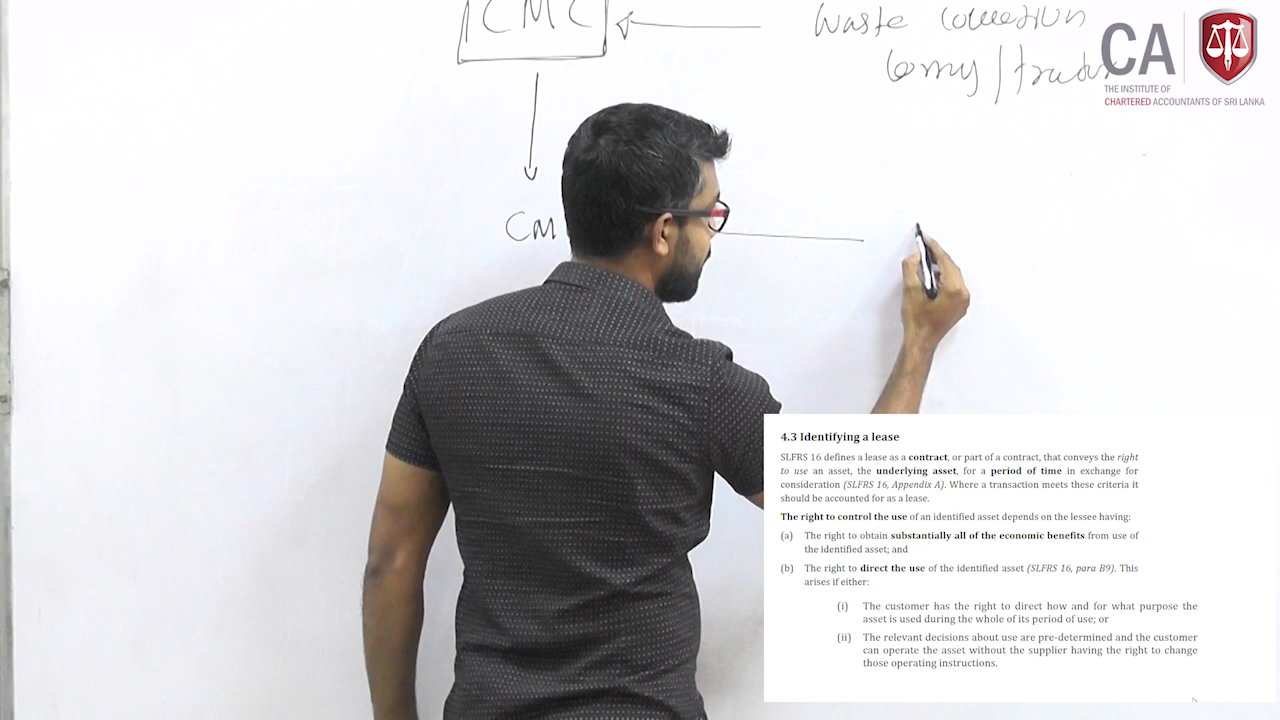 CMC
Waste collection
lorry / tractor
CM
CA
THE INSTITUTE OF
CHARTERED ACCOUNTANTS OF SRI LANKA
4.3 Identifying a lease
SLFRS 16 defines a lease as a contract, or part of a contract, that conveys the right
to use an asset, the underlying asset, for a period of time in exchange for
consideration (SLFRS 16, Appendix A). Where a transaction meets these criteria it
should be accounted for as a lease.
The right to control the use of an identified asset depends on the lessee having:
(a) The right to obtain substantially all of the economic benefits from use of
the identified asset; and
(b) The right to direct the use of the identified asset (SLFRS 16, para B9). This
arises if either:
(i) The customer has the right to direct how and for what purpose the
asset is used during the whole of its period of use; or
(ii) The relevant decisions about use are pre-determined and the customer
can operate the asset without the supplier having the right to change
those operating instructions.